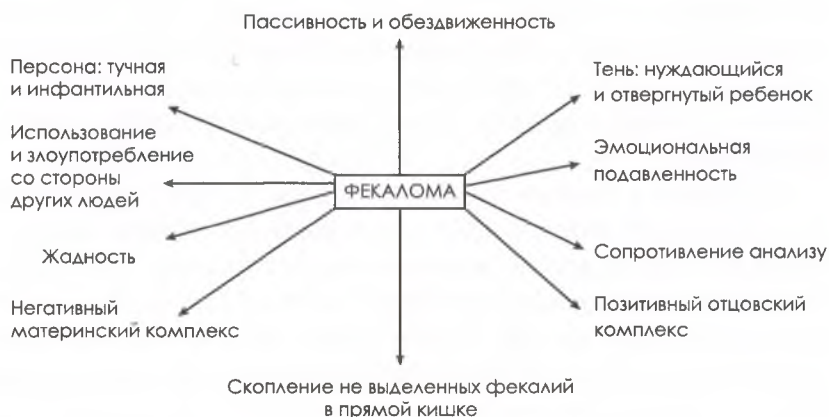 Пассивность и обездвиженность
Персона: тучная
и инфантильная
Тень: нуждающийся
и отвергнутый ребенок
Использование
и злоупотребление
со стороны
других людей
Эмоциональная
подавленность
ФЕКАЛОМА
Жадность
Сопротивление анализу
Негативный
материнский комплекс
Позитивный отцовский
комплекс
Скопление не выделенных фекалий
в прямой кишке